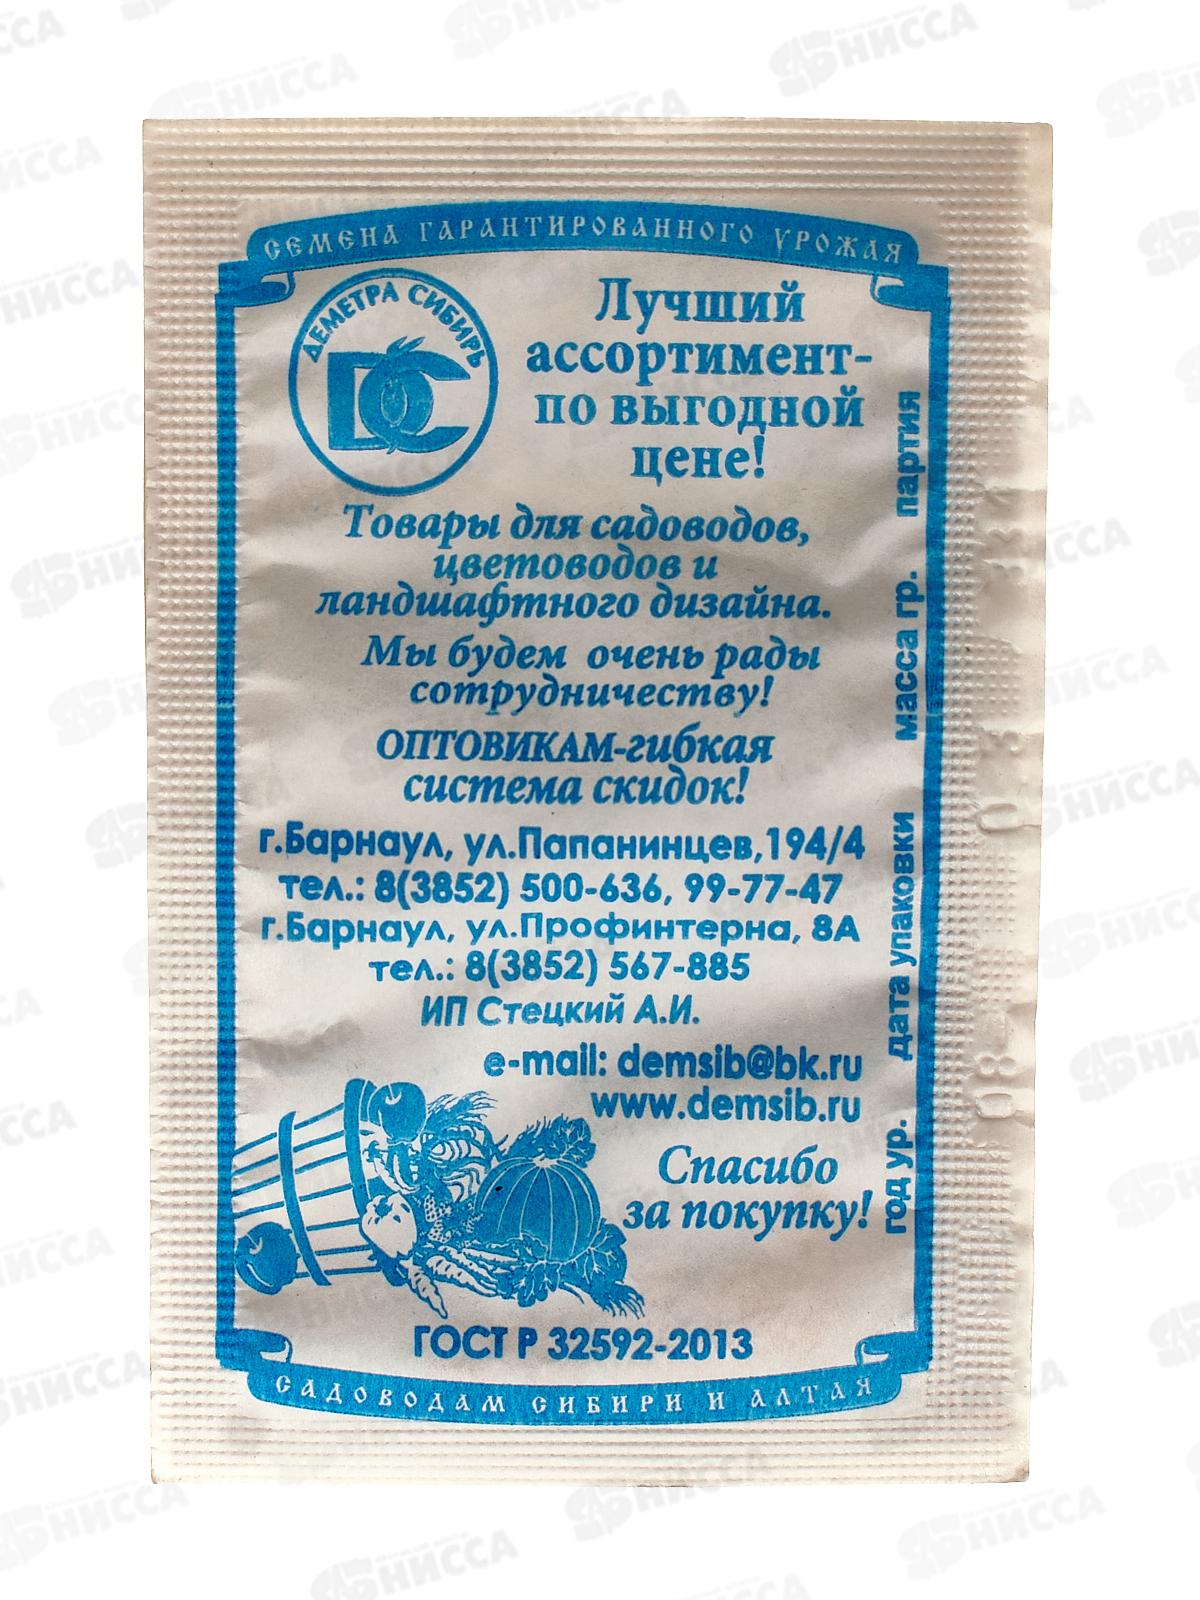 СЕМЕНА ГАРАНТИРОВАННОГО УРОЖАЯ
ДЕМЕТРА СИБИРЬ
ДС
Лучший
ассортимент-
по выгодной
цене!
Товары для садоводов,
цветоводов и
ландшафтного дизайна.
Мы будем очень рады
сотрудничеству!
ОПТОВИКАМ-гибкая
система скидок!
г.Барнаул, ул.Папанинцев,194/4
тел.: 8(3852) 500-636, 99-77-47
г.Барнаул, ул.Профинтерна, 8А
тел.: 8(3852) 567-885
ИП Стецкий А.И.
e-mail: demsib@bk.ru
www.demsib.ru
Спасибо
за покупку!
год ур. дата упаковки масса гр. партия
ГОСТ Р 32592-2013
САДОВОДАМ СИБИРИ И АЛТАЯ
НИССА